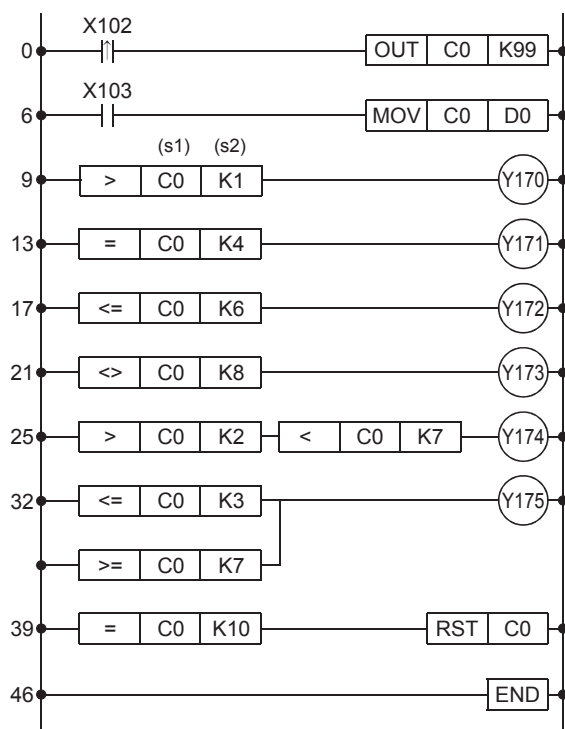 X102
0 ↑ OUT C0 K99
X103
6 MOV C0 D0
(s1) (s2)
9 > C0 K1 Y170
13 = C0 K4 Y171
17 <= C0 K6 Y172
21 <> C0 K8 Y173
25 > C0 K2 < C0 K7 Y174
32 <= C0 K3 Y175
>= C0 K7
39 = C0 K10 RST C0
46 END